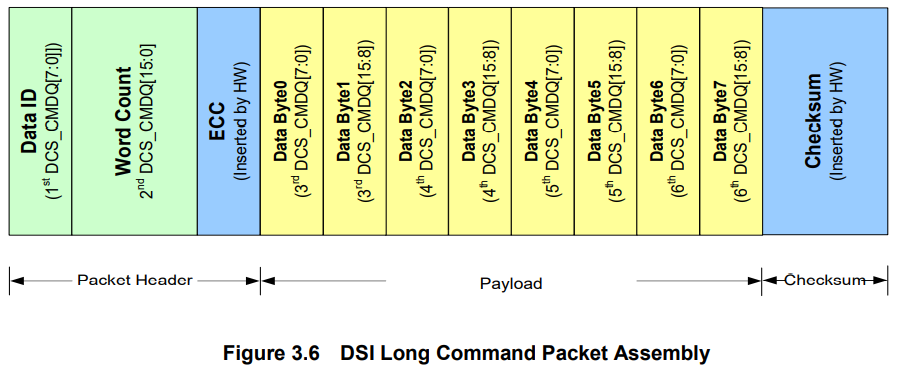 Data ID
(1st DCS_CMDQ[7:0]))
Word Count
2nd DCS_CMDQ[15:0]
ECC
(Inserted by HW)
Data Byte0
(3rd DCS_CMDQ[7:0])
Data Byte1
(3rd DCS_CMDQ[15:8])
Data Byte2
(4th DCS_CMDQ[7:0])
Data Byte3
(4th DCS_CMDQ[15:8])
Data Byte4
(5th DCS_CMDQ[7:0])
Data Byte5
(5th DCS_CMDQ[15:8])
Data Byte6
(6th DCS_CMDQ[7:0])
Data Byte7
(6th DCS_CMDQ[15:8])
Checksum
(Inserted by HW)
Packet Header
Payload
Checksum
Figure 3.6 DSI Long Command Packet Assembly